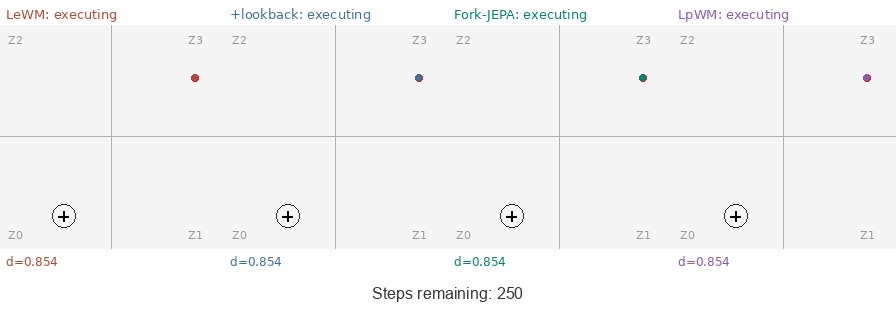 LeWM: executing +lookback: executing Fork-JEPA: executing LpWM: executing
Z2 Z3 Z2 Z3 Z2 Z3 Z2 Z3
Z0 Z1 Z0 Z1 Z0 Z1 Z0 Z1
d=0.854 d=0.854 d=0.854 d=0.854
Steps remaining: 250